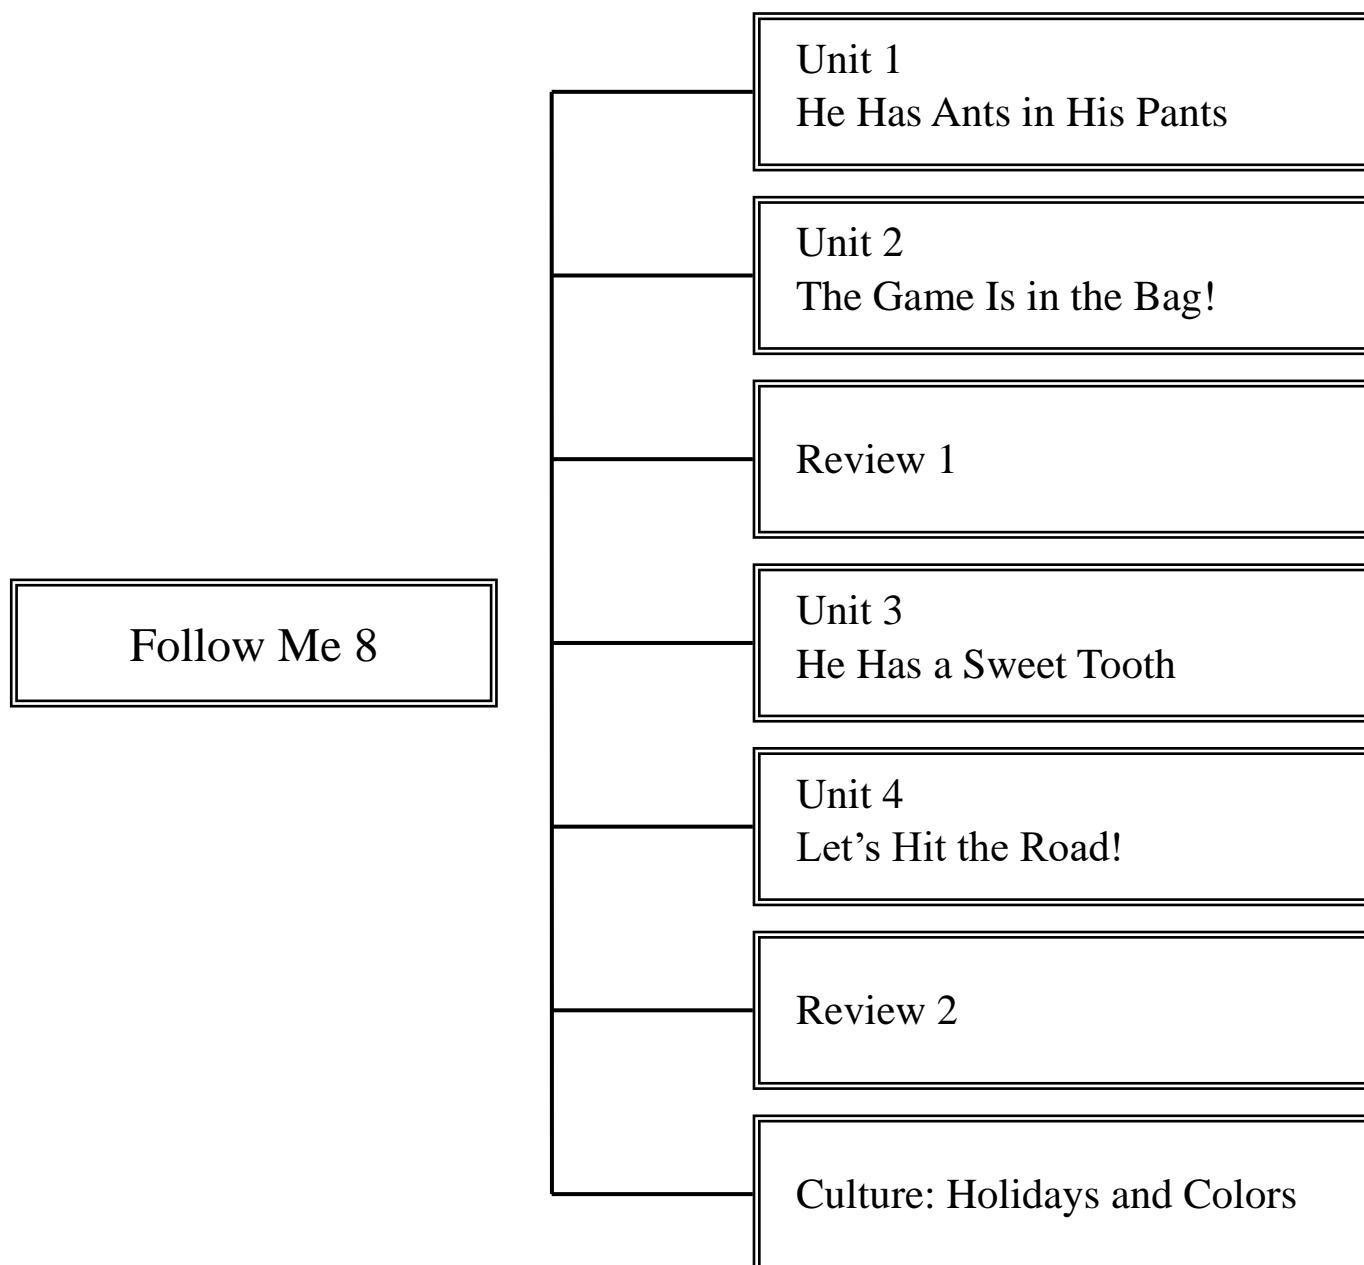 Follow Me 8
Unit 1
He Has Ants in His Pants
Unit 2
The Game Is in the Bag!
Review 1
Unit 3
He Has a Sweet Tooth
Unit 4
Let’s Hit the Road!
Review 2
Culture: Holidays and Colors